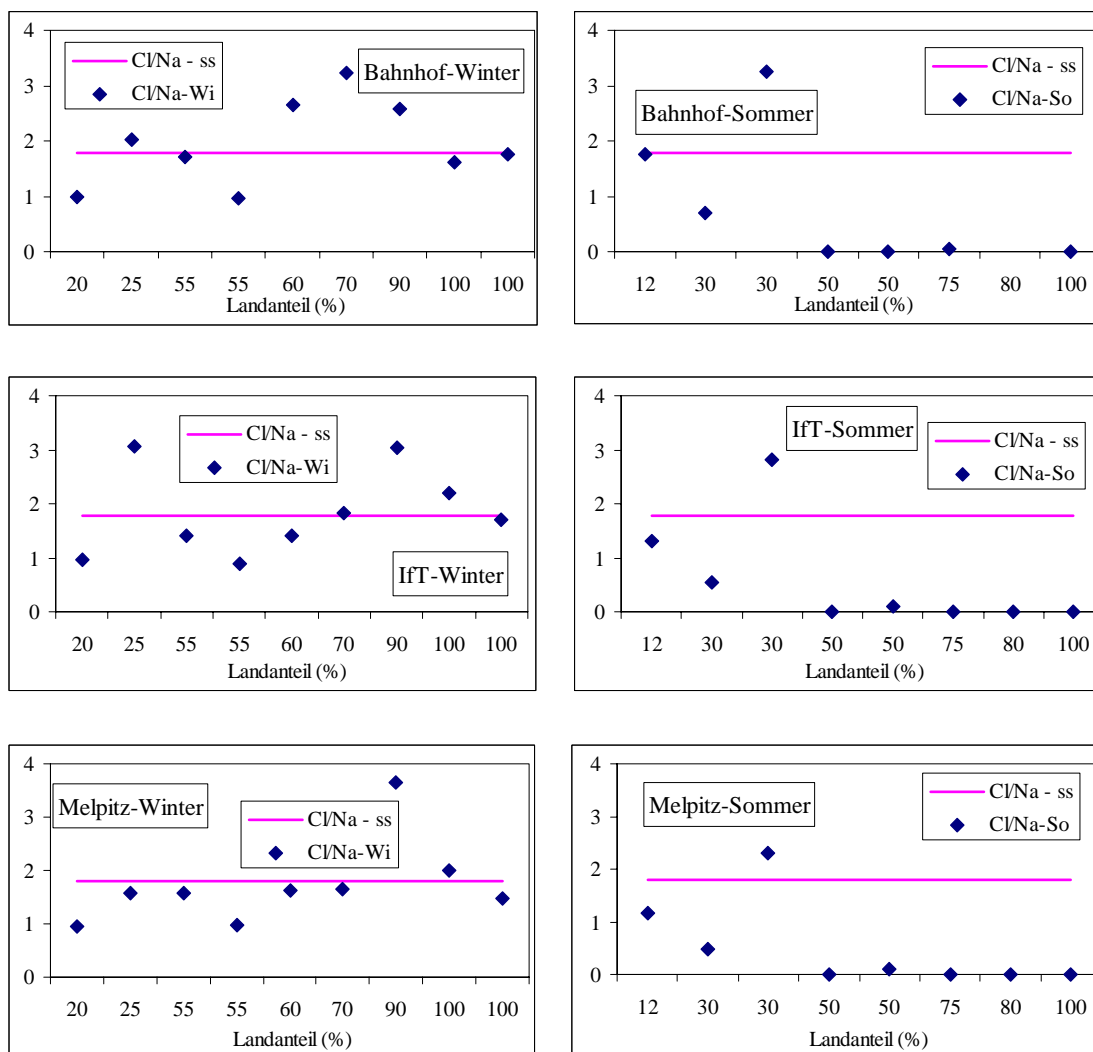 4
3
2
1
0
Cl/Na - ss
Cl/Na-Wi
Bahnhof-Winter
20 25 55 55 60 70 90 100 100
Landanteil (%)
4
3
2
1
0
Cl/Na - ss
Cl/Na-So
Bahnhof-Sommer
12 30 30 50 50 75 80 100
Landanteil (%)
4
3
2
1
0
Cl/Na - ss
Cl/Na-Wi
IfT-Winter
20 25 55 55 60 70 90 100 100
Landanteil (%)
4
3
2
1
0
IfT-Sommer
Cl/Na - ss
Cl/Na-So
12 30 30 50 50 75 80 100
Landanteil (%)
4
3
2
1
0
Melpitz-Winter
Cl/Na - ss
Cl/Na-Wi
20 25 55 55 60 70 90 100 100
Landanteil (%)
4
3
2
1
0
Melpitz-Sommer
Cl/Na - ss
Cl/Na-So
12 30 30 50 50 75 80 100
Landanteil (%)